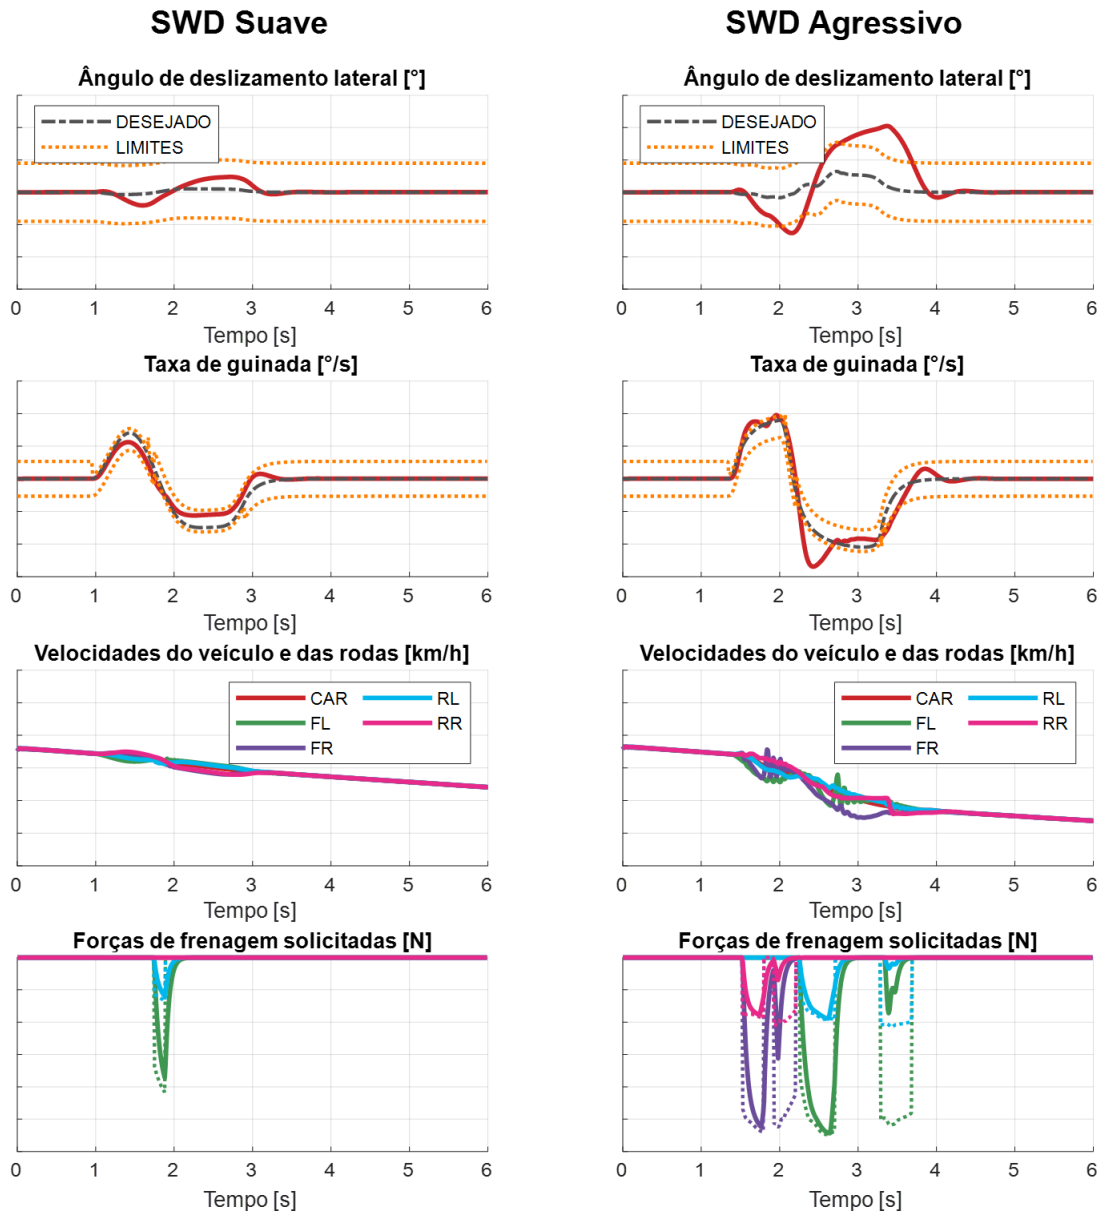 SWD Suave
SWD Agressivo
Ângulo de deslizamento lateral [°]
DESEJADO
LIMITES
0 1 2 3 4 5 6
Tempo [s]
Ângulo de deslizamento lateral [°]
DESEJADO
LIMITES
0 1 2 3 4 5 6
Tempo [s]
Taxa de guinada [°/s]
0 1 2 3 4 5 6
Tempo [s]
Taxa de guinada [°/s]
0 1 2 3 4 5 6
Tempo [s]
Velocidades do veículo e das rodas [km/h]
CAR RL
FL RR
FR
0 1 2 3 4 5 6
Tempo [s]
Velocidades do veículo e das rodas [km/h]
CAR RL
FL RR
FR
0 1 2 3 4 5 6
Tempo [s]
Forças de frenagem solicitadas [N]
0 1 2 3 4 5 6
Tempo [s]
Forças de frenagem solicitadas [N]
0 1 2 3 4 5 6
Tempo [s]